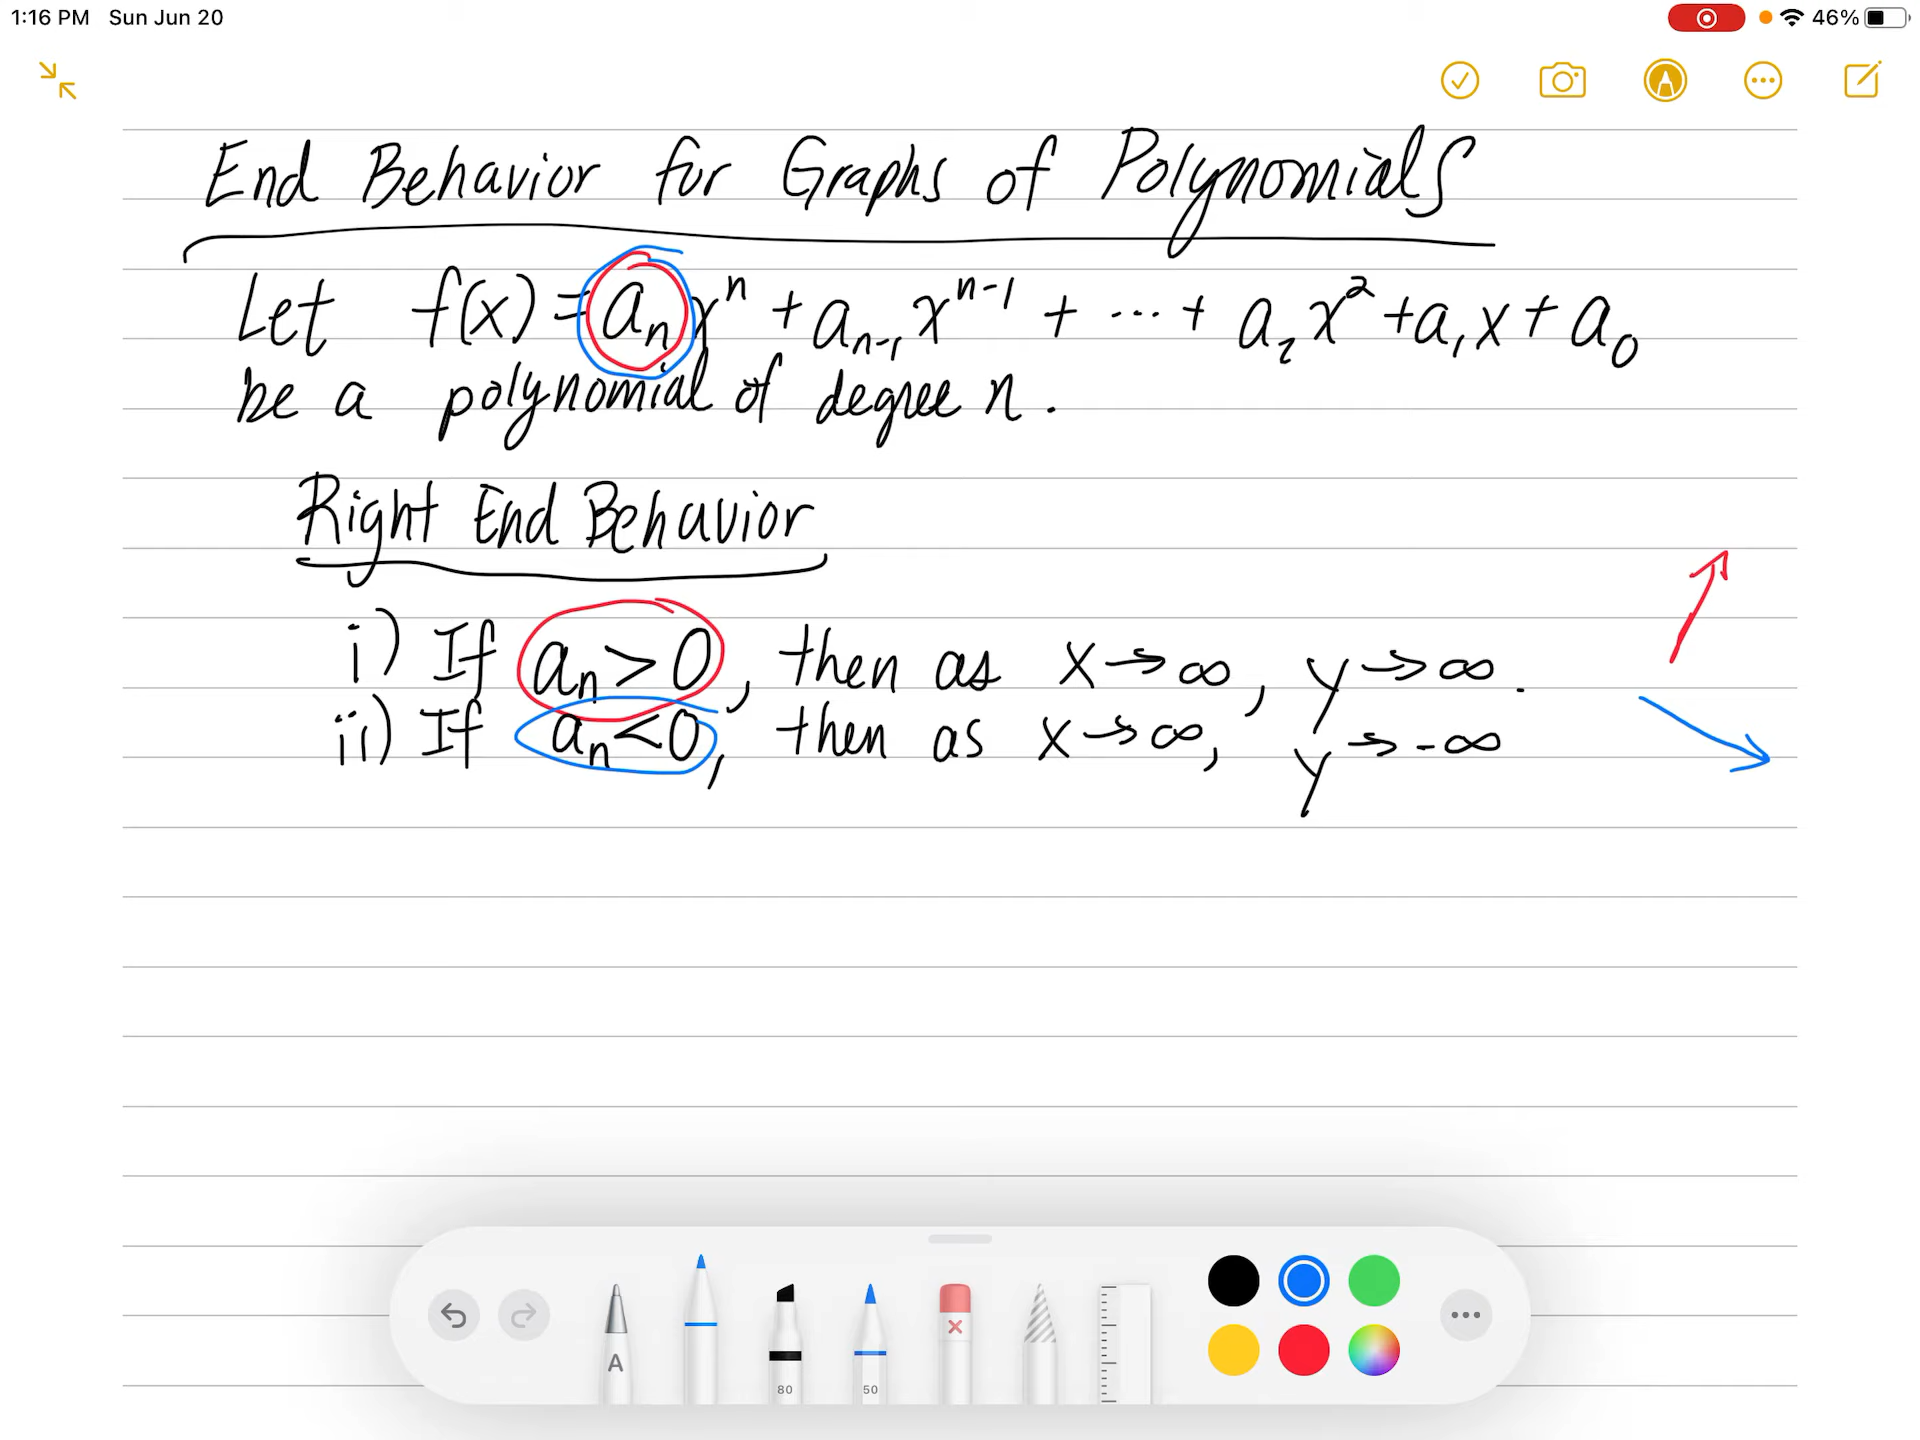 1:16 PM Sun Jun 20 46%
End Behavior for Graphs of Polynomials
Let f(x) = aₙxⁿ + aₙ₋₁xⁿ⁻¹ + ... + a₂x² + a₁x + a₀
be a polynomial of degree n.
Right End Behavior
i) If aₙ > 0, then as x → ∞, y → ∞.
ii) If aₙ < 0, then as x → ∞, y → -∞
A 80 50